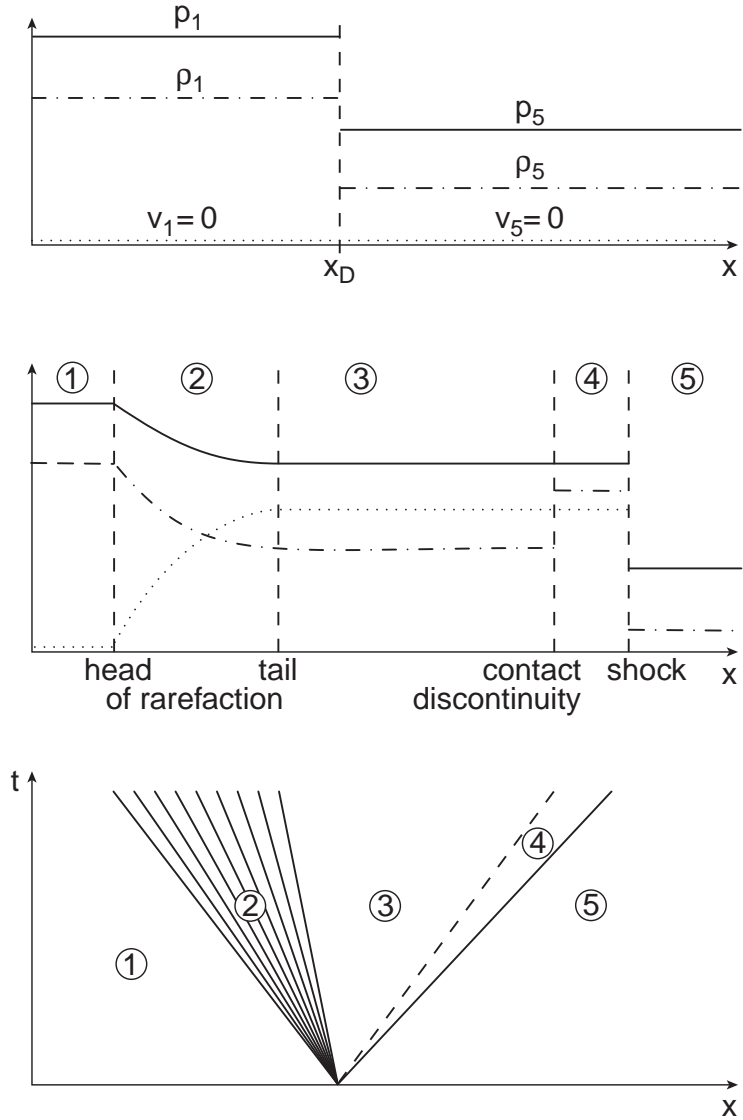 p₁
ρ₁
p₅
ρ₅
v₁= 0
v₅= 0
x_D
x
① ② ③ ④ ⑤
head tail contact shock x
of rarefaction discontinuity
t
④
② ③ ⑤
①
x